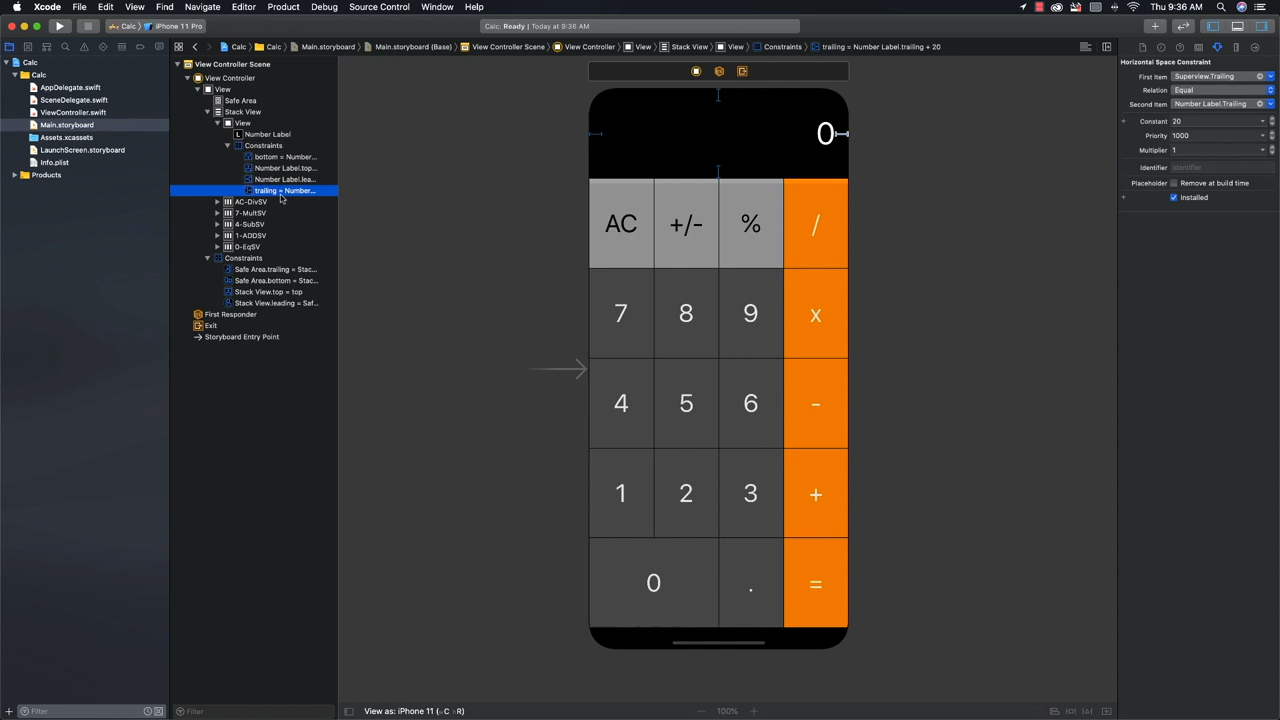 Xcode File Edit View Find Navigate Editor Product Debug Source Control Window Help Thu 9:36 AM
Calc iPhone 11 Pro Calc: Ready | Today at 9:36 AM
Calc Calc Main.storyboard Main.storyboard (Base) View Controller Scene View Controller View Stack View View Constraints trailing = Number Label.trailing + 20
Calc
Calc
AppDelegate.swift
SceneDelegate.swift
ViewController.swift
Main.storyboard
Assets.xcassets
LaunchScreen.storyboard
Info.plist
Products
View Controller Scene
View Controller
View
Safe Area
Stack View
View
L Number Label
Constraints
bottom = Number...
Number Label.top...
Number Label.lea...
trailing = Number...
AC-DivSV
7-MultSV
4-SubSV
1-ADDSV
0-EqSV
Constraints
Safe Area.trailing = Stac...
Safe Area.bottom = Stac...
Stack View.top = top
Stack View.leading = Saf...
First Responder
Exit
Storyboard Entry Point
0
AC +/- % /
7 8 9 x
4 5 6 -
1 2 3 +
0 . =
Horizontal Space Constraint
First Item Superview.Trailing
Relation Equal
Second Item Number Label.Trailing
Constant 20
Priority 1000
Multiplier 1
Identifier Identifier
Placeholder Remove at build time
Installed
Filter
Filter
View as: iPhone 11 (wC hR)
100%